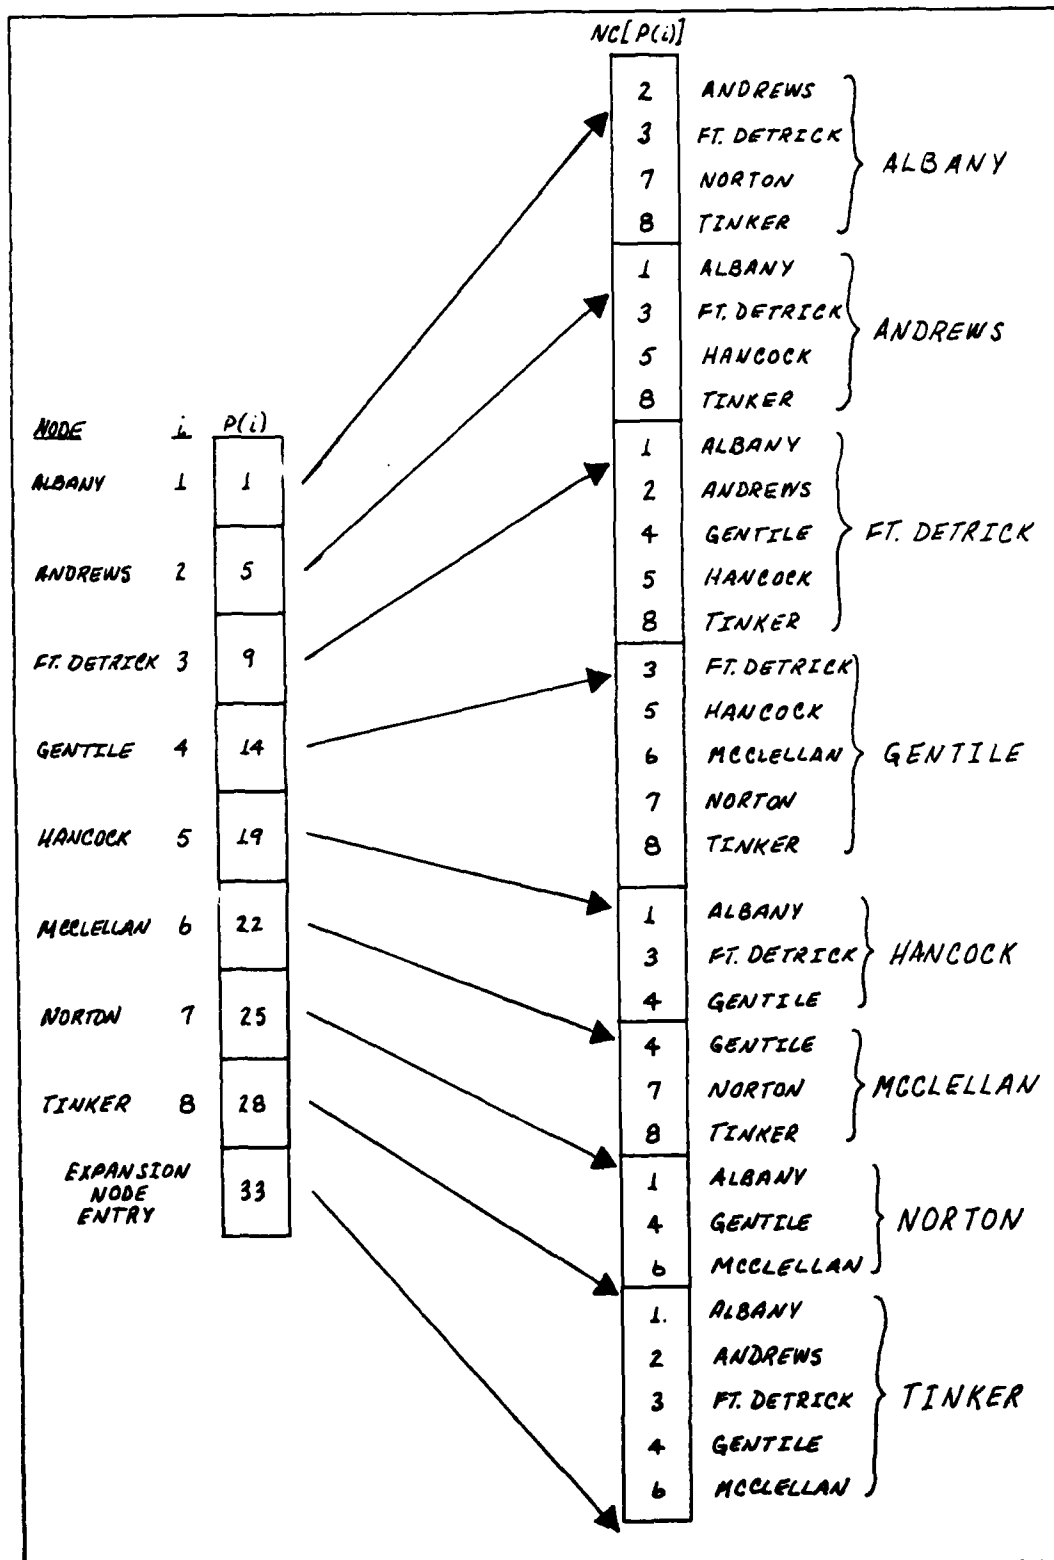 NC[P(i)]
2 ANDREWS
3 FT. DETRICK
7 NORTON
8 TINKER
ALBANY
1 ALBANY
3 FT. DETRICK
5 HANCOCK
8 TINKER
ANDREWS
1 ALBANY
2 ANDREWS
4 GENTILE
5 HANCOCK
8 TINKER
FT. DETRICK
3 FT. DETRICK
5 HANCOCK
6 MCCLELLAN
7 NORTON
8 TINKER
GENTILE
1 ALBANY
3 FT. DETRICK
4 GENTILE
HANCOCK
4 GENTILE
7 NORTON
8 TINKER
MCCLELLAN
1 ALBANY
4 GENTILE
6 MCCLELLAN
NORTON
1. ALBANY
2 ANDREWS
3 FT. DETRICK
4 GENTILE
6 MCCLELLAN
TINKER
NODE i P(i)
ALBANY 1 1
ANDREWS 2 5
FT. DETRICK 3 9
GENTILE 4 14
HANCOCK 5 19
MCCLELLAN 6 22
NORTON 7 25
TINKER 8 28
EXPANSION
NODE
ENTRY
33